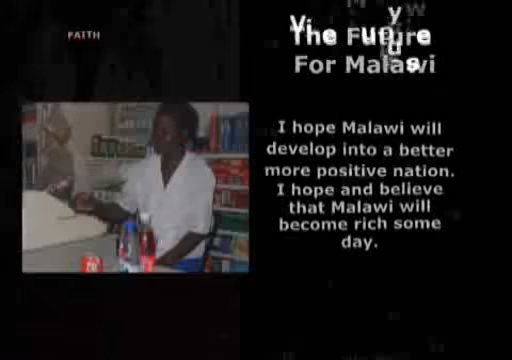 FAITH
The Future
For Malawi
I hope Malawi will
develop into a better
more positive nation.
I hope and believe
that Malawi will
become rich some
day.